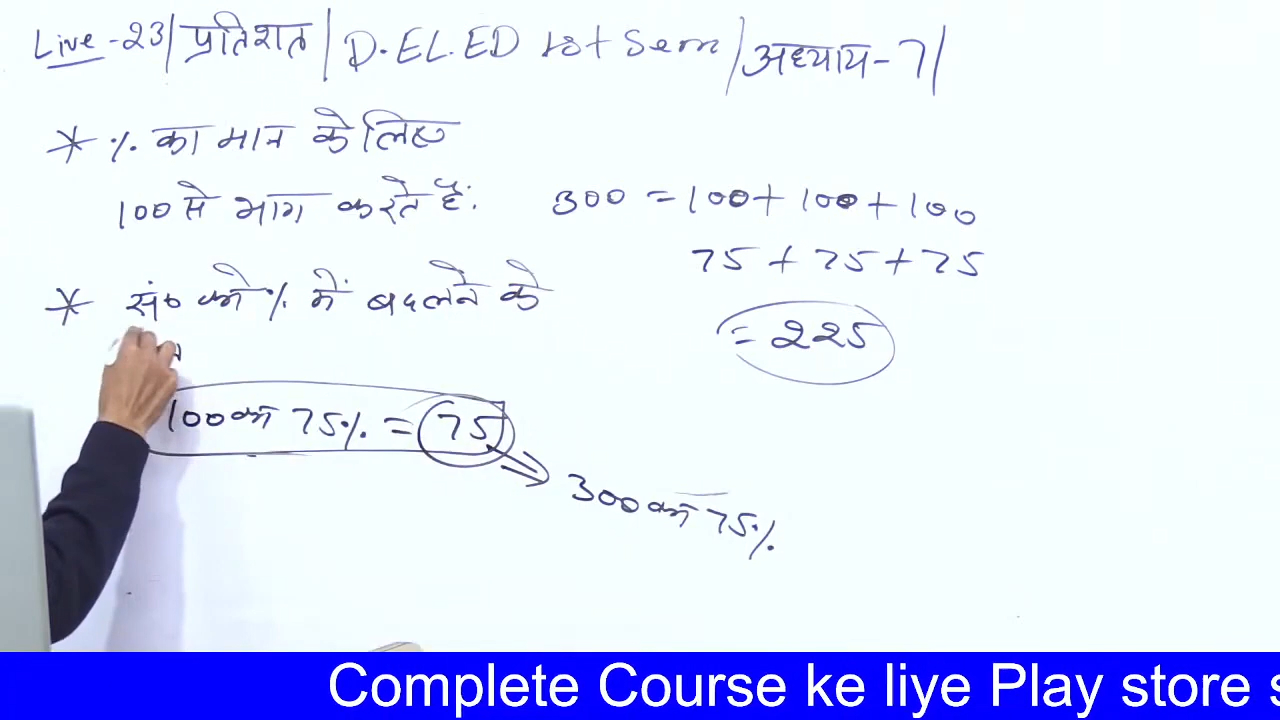 Live-23|प्रतिशत|D.EL.ED 1st Sem|अध्याय-7|
* % का मान के लिए
100 से भाग करते हैं:
* सं० को % में बदलने के
300 = 100+100+100
75+75+75
= 225
100 का 75% = 75
300 का 75%
Complete Course ke liye Play store s